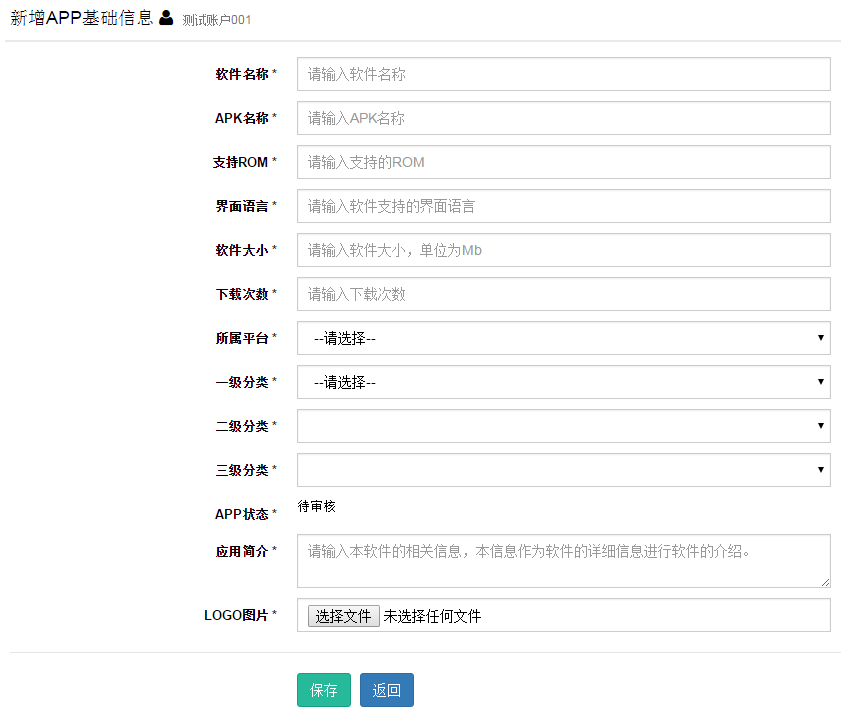 新增APP基础信息 测试账户001
软件名称 * 请输入软件名称
APK名称 * 请输入APK名称
支持ROM * 请输入支持的ROM
界面语言 * 请输入软件支持的界面语言
软件大小 * 请输入软件大小，单位为Mb
下载次数 * 请输入下载次数
所属平台 * --请选择--
一级分类 * --请选择--
二级分类 *
三级分类 *
APP状态 * 待审核
应用简介 * 请输入本软件的相关信息，本信息作为软件的详细信息进行软件的介绍。
LOGO图片 * 选择文件 未选择任何文件
保存 返回